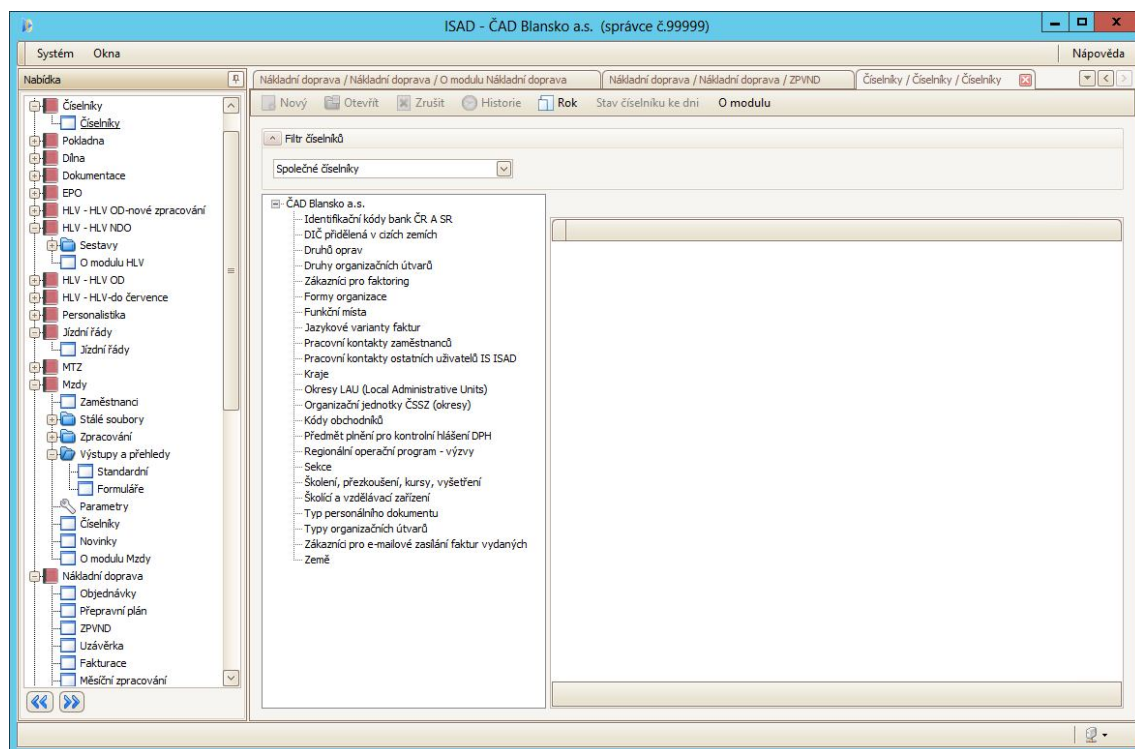 ISAD - ČAD Blansko a.s. (správce č.99999)
Systém Okna Nápověda
Nabídka
Číselníky
Číselníky
Pokladna
Dílna
Dokumentace
EPO
HLV - HLV OD-nové zpracování
HLV - HLV NDO
Sestavy
O modulu HLV
HLV - HLV OD
HLV - HLV-do července
Personalistika
Jízdní řády
Jízdní řády
MTZ
Mzdy
Zaměstnanci
Stálé soubory
Zpracování
Výstupy a přehledy
Standardní
Formuláře
Parametry
Číselníky
Novinky
O modulu Mzdy
Nákladní doprava
Objednávky
Přepravní plán
ZPVND
Uzávěrka
Fakturace
Měsíční zpracování
Nákladní doprava / Nákladní doprava / O modulu Nákladní doprava
Nákladní doprava / Nákladní doprava / ZPVND
Číselníky / Číselníky / Číselníky
Nový Otevřít Zrušit Historie Rok Stav číselníku ke dni O modulu
Filtr číselníků
Společné číselníky
ČAD Blansko a.s.
Identifikační kódy bank ČR A SR
DIČ přidělená v cizích zemích
Druhů oprav
Druhy organizačních útvarů
Zákazníci pro faktoring
Formy organizace
Funkční místa
Jazykové varianty faktur
Pracovní kontakty zaměstnanců
Pracovní kontakty ostatních uživatelů IS ISAD
Kraje
Okresy LAU (Local Administrative Units)
Organizační jednotky ČSSZ (okresy)
Kódy obchodníků
Předmět plnění pro kontrolní hlášení DPH
Regionální operační program - výzvy
Sekce
Školení, přezkoušení, kursy, vyšetření
Školící a vzdělávací zařízení
Typ personálního dokumentu
Typy organizačních útvarů
Zákazníci pro e-mailové zasílání faktur vydaných
Země